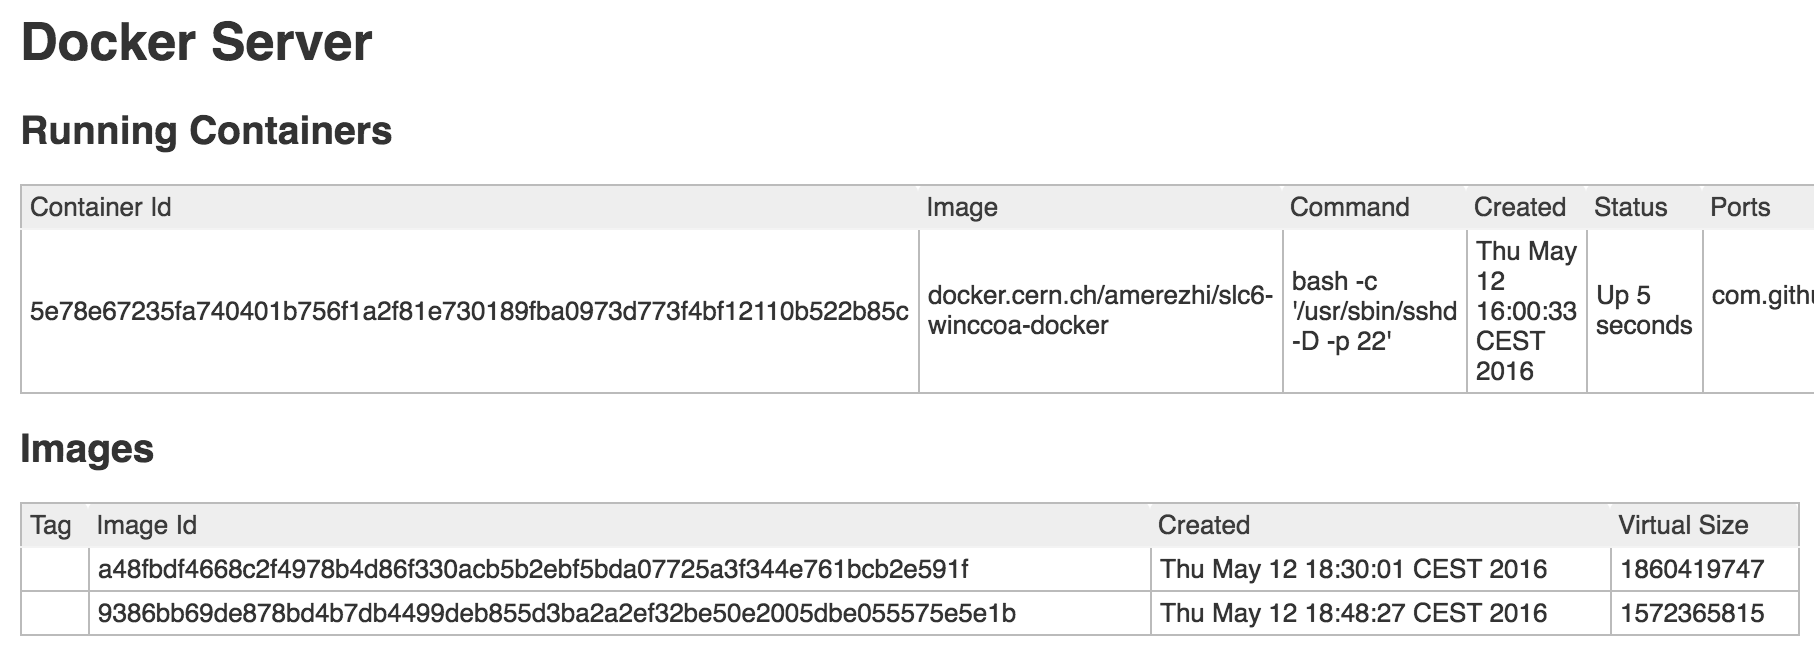 Docker Server
Running Containers
Container Id Image Command Created Status Ports
5e78e67235fa740401b756f1a2f81e730189fba0973d773f4bf12110b522b85c
docker.cern.ch/amerezhi/slc6-
winccoa-docker
bash -c
'/usr/sbin/sshd
-D -p 22'
Thu May
12
16:00:33
CEST
2016
Up 5
seconds
com.githu
Images
Tag Image Id Created Virtual Size
a48fbdf4668c2f4978b4d86f330acb5b2ebf5bda07725a3f344e761bcb2e591f Thu May 12 18:30:01 CEST 2016 1860419747
9386bb69de878bd4b7db4499deb855d3ba2a2ef32be50e2005dbe055575e5e1b Thu May 12 18:48:27 CEST 2016 1572365815